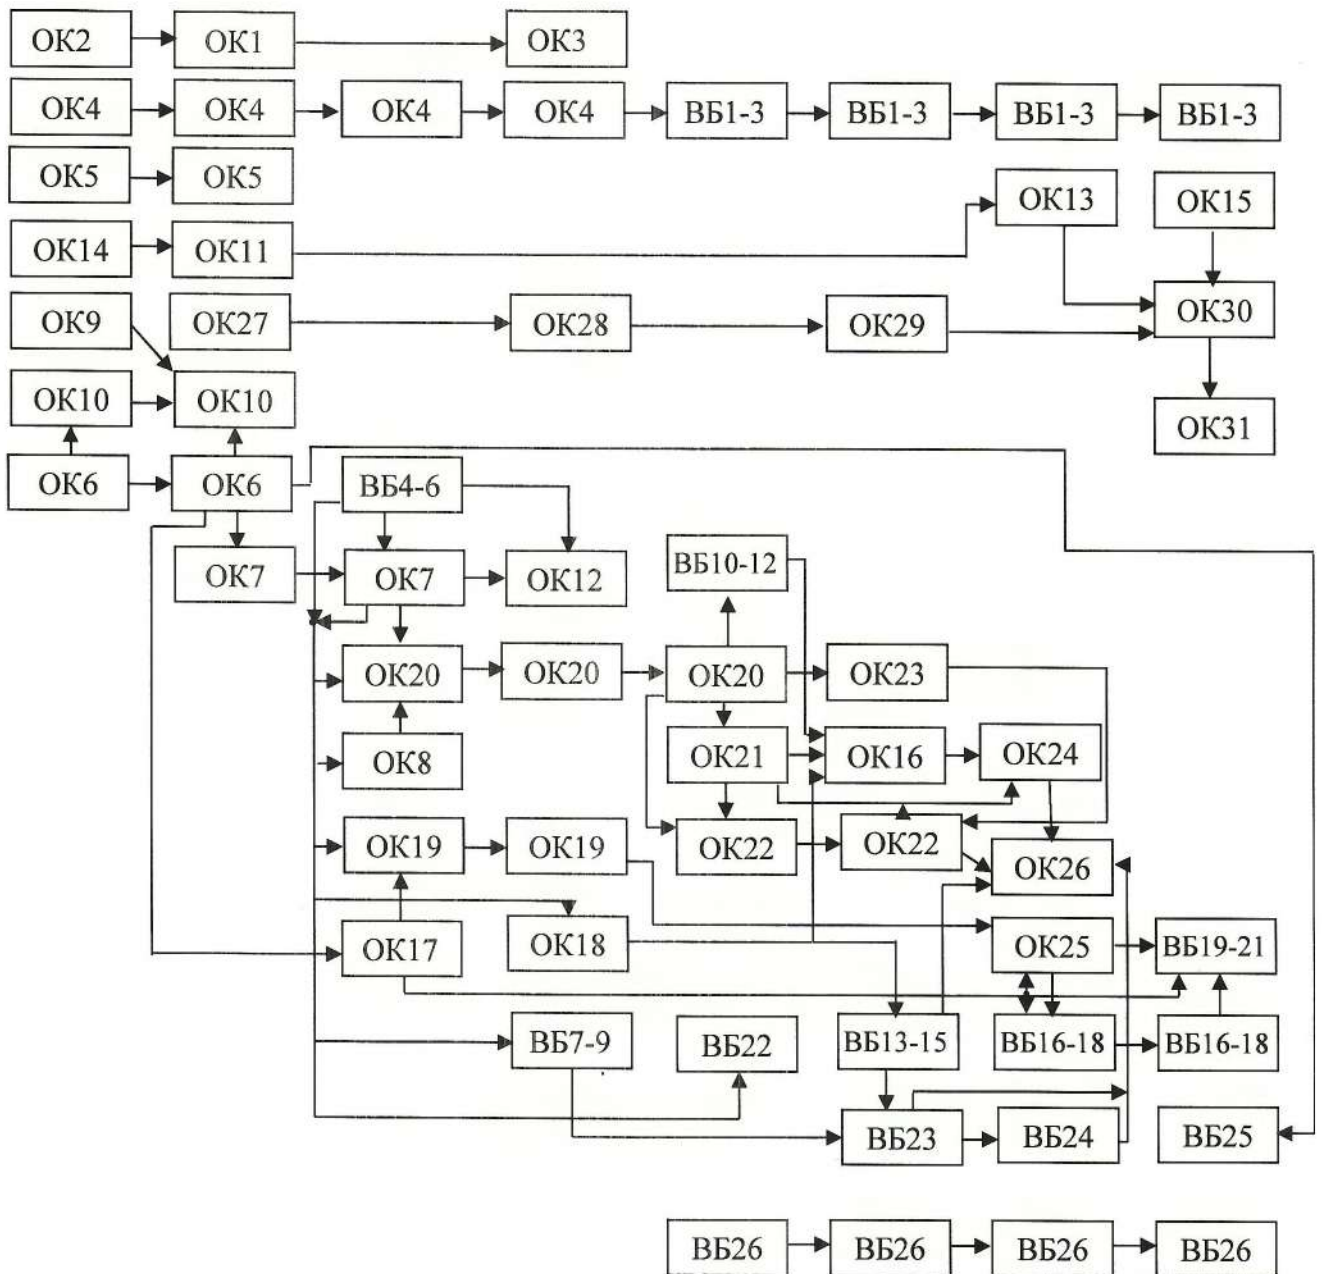 ОК2 ОК1 ОК3
ОК4 ОК4 ОК4 ОК4 ВБ1-3 ВБ1-3 ВБ1-3 ВБ1-3
ОК5 ОК5 ОК13 ОК15
ОК14 ОК11
ОК9 ОК27 ОК28 ОК29 ОК30
ОК10 ОК10 ОК31
ОК6 ОК6 ВБ4-6
ОК7 ОК7 ОК12 ВБ10-12
ОК20 ОК20 ОК20 ОК23
ОК8 ОК21 ОК16 ОК24
ОК19 ОК19 ОК22 ОК22 ОК26
ОК17 ОК18 ОК25 ВБ19-21
ВБ7-9 ВБ22 ВБ13-15 ВБ16-18 ВБ16-18
ВБ23 ВБ24 ВБ25
ВБ26 ВБ26 ВБ26 ВБ26